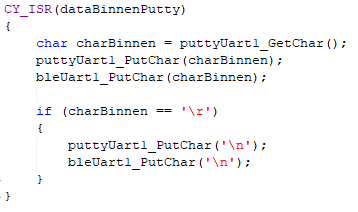 CY_ISR(dataBinnenPutty)
{
char charBinnen = puttyUart1_GetChar();
puttyUart1_PutChar(charBinnen);
bleUart1_PutChar(charBinnen);
if (charBinnen == '\r')
{
puttyUart1_PutChar('\n');
bleUart1_PutChar('\n');
}
}